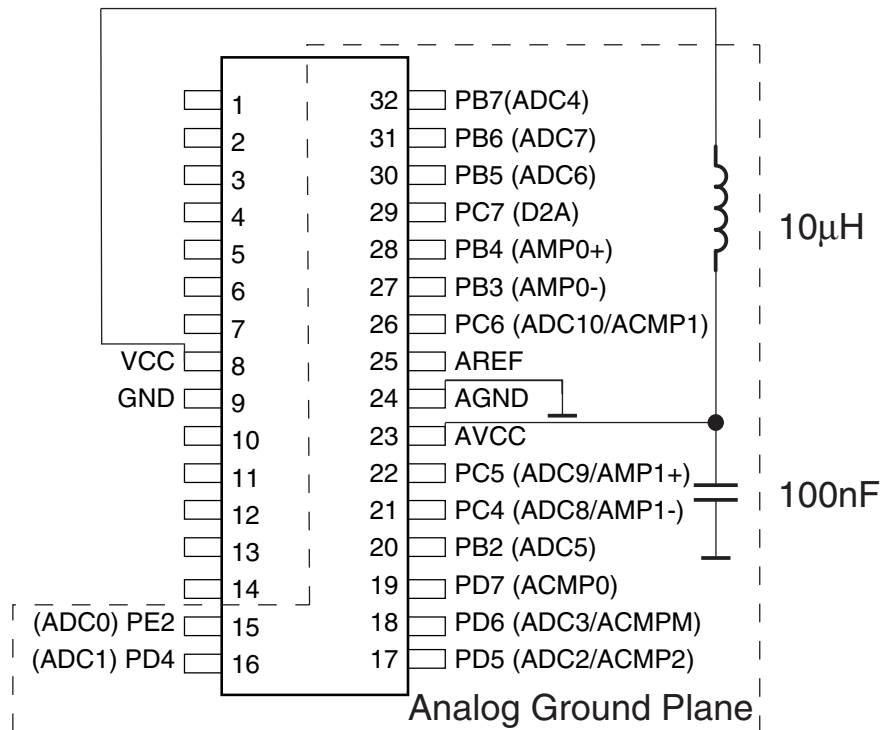 1 32 PB7(ADC4)
2 31 PB6 (ADC7)
3 30 PB5 (ADC6)
4 29 PC7 (D2A)
10μH
5 28 PB4 (AMP0+)
6 27 PB3 (AMP0-)
7 26 PC6 (ADC10/ACMP1)
VCC 8 25 AREF
GND 9 24 AGND
10 23 AVCC
11 22 PC5 (ADC9/AMP1+)
100nF
12 21 PC4 (ADC8/AMP1-)
13 20 PB2 (ADC5)
14 19 PD7 (ACMP0)
(ADC0) PE2 15 18 PD6 (ADC3/ACMPM)
(ADC1) PD4 16 17 PD5 (ADC2/ACMP2)
Analog Ground Plane